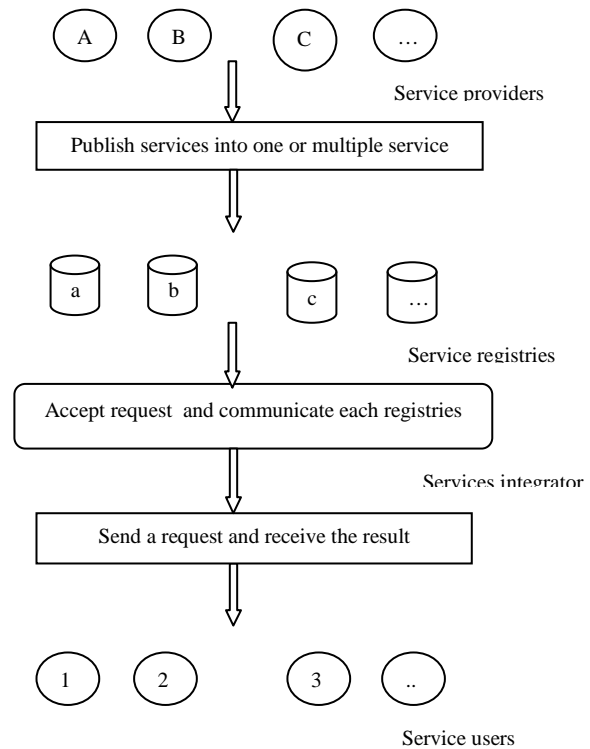 A B C …
Service providers
Publish services into one or multiple service
a b c …
Service registries
Accept request and communicate each registries
Services integrator
Send a request and receive the result
1 2 3 ..
Service users